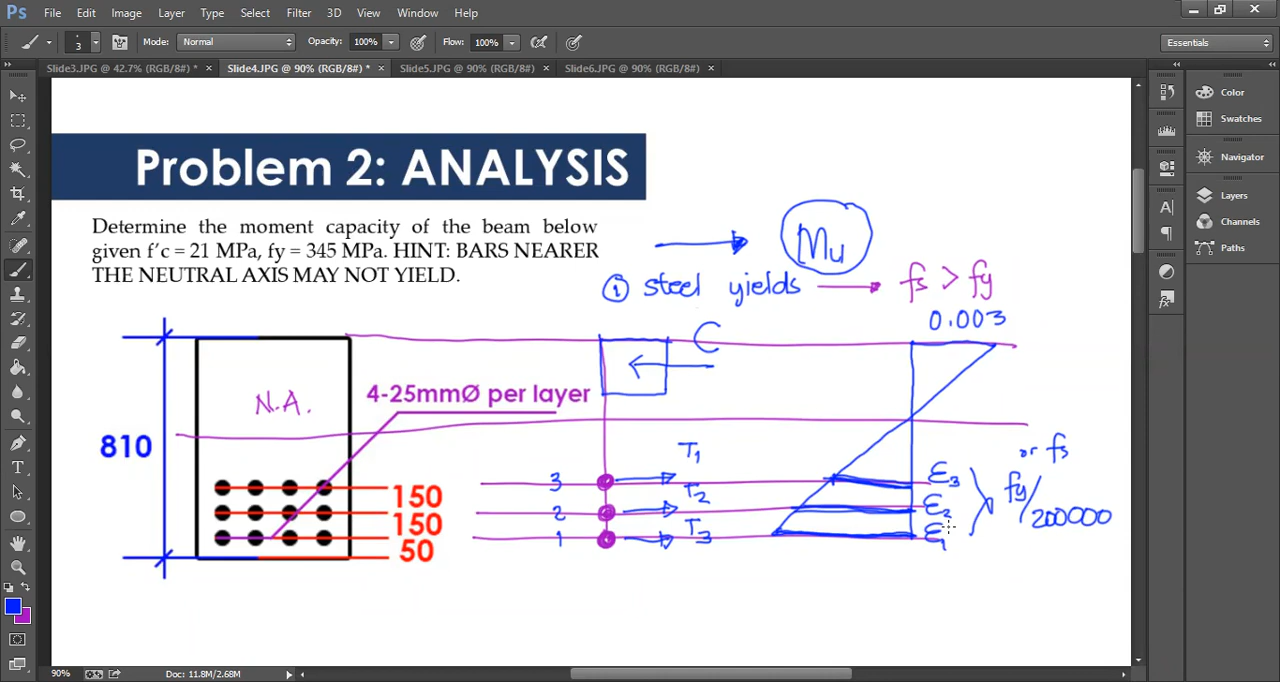 Ps File Edit Image Layer Type Select Filter 3D View Window Help
3 Mode: Normal Opacity: 100% Flow: 100% Essentials
Slide3.JPG @ 42.7% (RGB/8#) * × Slide4.JPG @ 90% (RGB/8#) * × Slide5.JPG @ 90% (RGB/8#) × Slide6.JPG @ 90% (RGB/8#) ×
Color
Swatches
Navigator
Layers
Channels
Paths
Problem 2: ANALYSIS
Determine the moment capacity of the beam below
given f'c = 21 MPa, fy = 345 MPa. HINT: BARS NEARER
THE NEUTRAL AXIS MAY NOT YIELD.
Mu
① steel yields → fs > fy
0.003
C
N.A.
4-25mmØ per layer
810
150
150
50
3 T1
2 T2
1 T3
ε3
ε2
ε1
or fs
fy/200000
90% Doc: 11.8M/2.68M